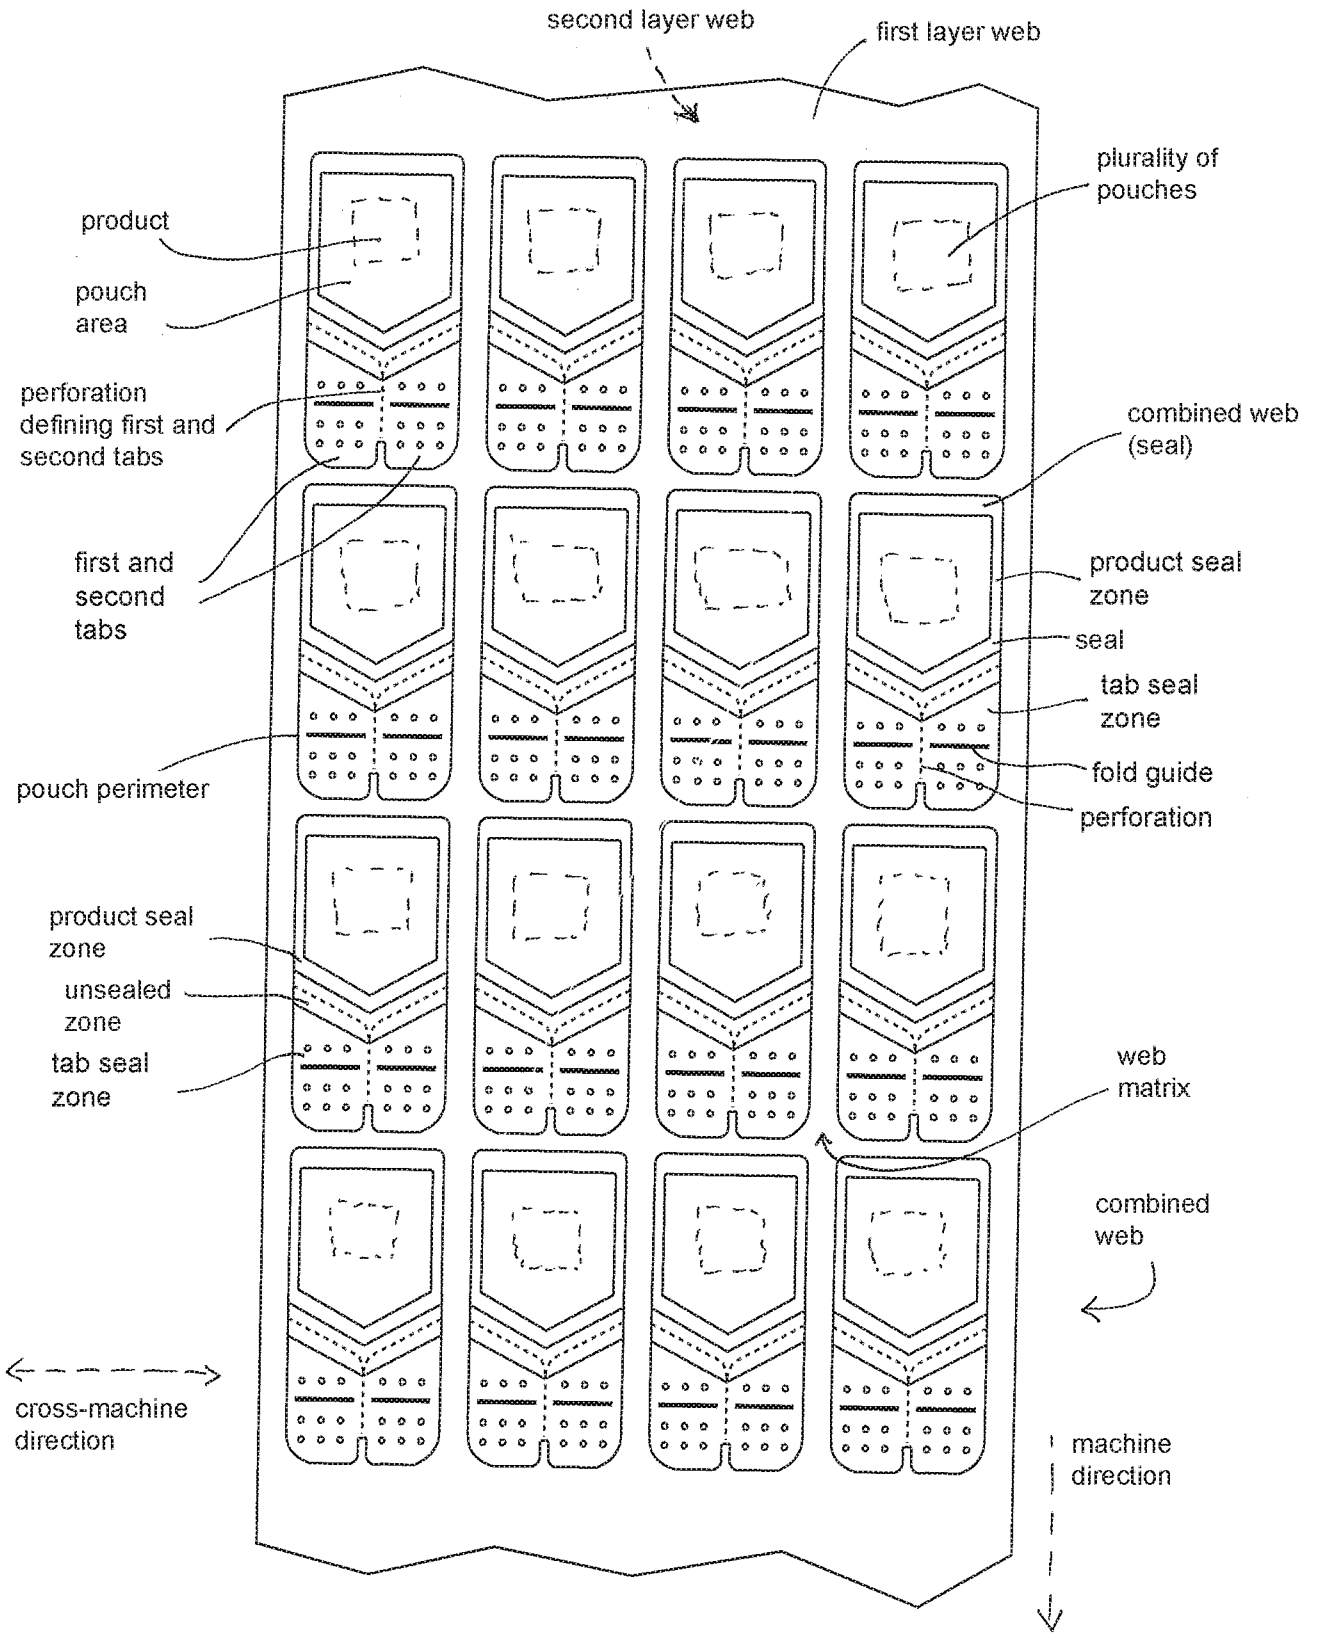 second layer web
first layer web
plurality of
pouches
product
pouch
area
perforation
defining first and
second tabs
combined web
(seal)
first and
second
tabs
product seal
zone
seal
tab seal
zone
fold guide
pouch perimeter
perforation
product seal
zone
unsealed
zone
tab seal
zone
web
matrix
combined
web
cross-machine
direction
machine
direction